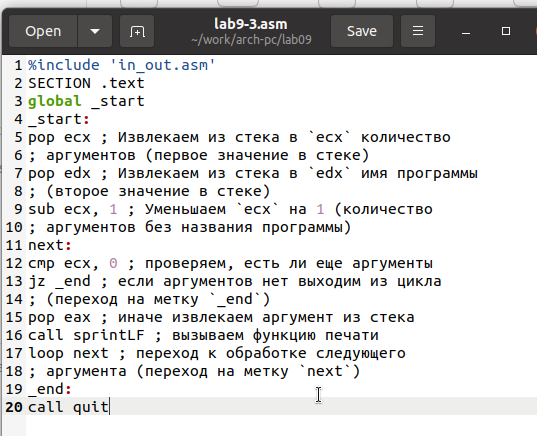 Open
lab9-3.asm
~/work/arch-pc/lab09
Save
1 %include 'in_out.asm'
2 SECTION .text
3 global _start
4 _start:
5 pop ecx ; Извлекаем из стека в `ecx` количество
6 ; аргументов (первое значение в стеке)
7 pop edx ; Извлекаем из стека в `edx` имя программы
8 ; (второе значение в стеке)
9 sub ecx, 1 ; Уменьшаем `ecx` на 1 (количество
10 ; аргументов без названия программы)
11 next:
12 cmp ecx, 0 ; проверяем, есть ли еще аргументы
13 jz _end ; если аргументов нет выходим из цикла
14 ; (переход на метку `_end`)
15 pop eax ; иначе извлекаем аргумент из стека
16 call sprintLF ; вызываем функцию печати
17 loop next ; переход к обработке следующего
18 ; аргумента (переход на метку `next`)
19 _end:
20 call quit